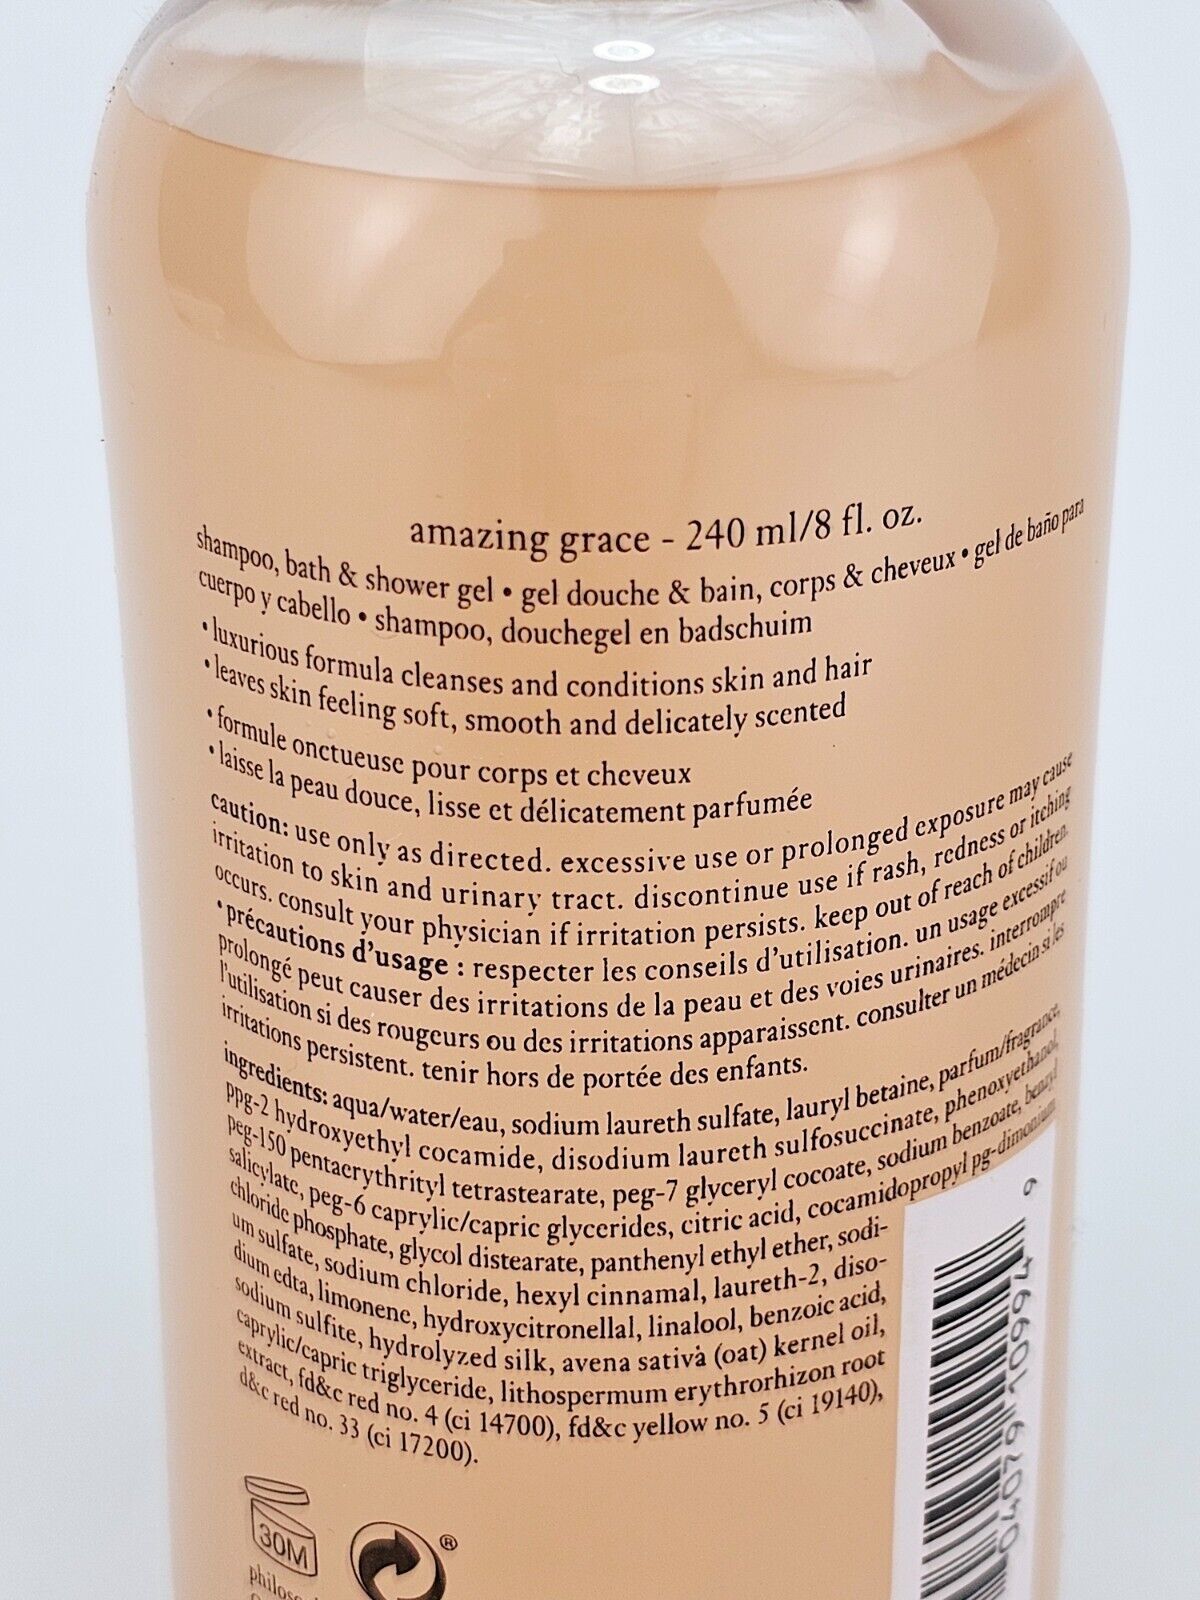 amazing grace - 240 ml/8 fl. oz.
shampoo, bath & shower gel • gel douche & bain, corps & cheveux • gel de baño para
cuerpo y cabello • shampoo, douchegel en badschuim
• luxurious formula cleanses and conditions skin and hair
• leaves skin feeling soft, smooth and delicately scented
• formule onctueuse pour corps et cheveux
• laisse la peau douce, lisse et délicatement parfumée
caution: use only as directed. excessive use or prolonged exposure may cause
irritation to skin and urinary tract. discontinue use if rash, redness or itching
occurs. consult your physician if irritation persists. keep out of reach of children.
• précautions d'usage : respecter les conseils d'utilisation. un usage excessif ou
prolongé peut causer des irritations de la peau et des voies urinaires. interrompre
l'utilisation si des rougeurs ou des irritations apparaissent. consulter un médecin si les
irritations persistent. tenir hors de portée des enfants.
ingredients: aqua/water/eau, sodium laureth sulfate, lauryl betaine, parfum/fragrance,
ppg-2 hydroxyethyl cocamide, disodium laureth sulfosuccinate, phenoxyethanol,
peg-150 pentaerythrityl tetrastearate, peg-7 glyceryl cocoate, sodium benzoate, benzyl
salicylate, peg-6 caprylic/capric glycerides, citric acid, cocamidopropyl pg-dimonium
chloride phosphate, glycol distearate, panthenyl ethyl ether, sodi-
um sulfate, sodium chloride, hexyl cinnamal, laureth-2, diso-
dium edta, limonene, hydroxycitronellal, linalool, benzoic acid,
sodium sulfite, hydrolyzed silk, avena sativa (oat) kernel oil,
caprylic/capric triglyceride, lithospermum erythrorhizon root
extract, fd&c red no. 4 (ci 14700), fd&c yellow no. 5 (ci 19140),
d&c red no. 33 (ci 17200).
30M
®
6
04079 10994